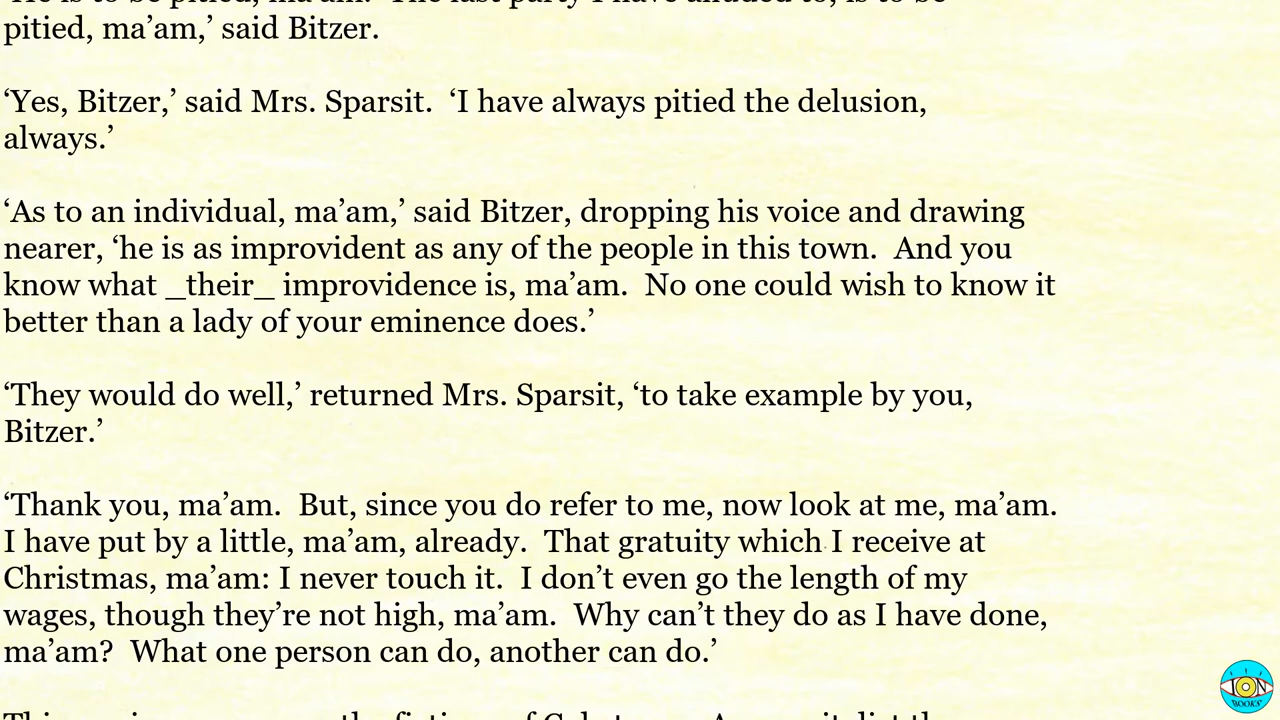 pitied, ma’am,’ said Bitzer.
‘Yes, Bitzer,’ said Mrs. Sparsit.  ‘I have always pitied the delusion,
always.’
‘As to an individual, ma’am,’ said Bitzer, dropping his voice and drawing
nearer, ‘he is as improvident as any of the people in this town.  And you
know what _their_ improvidence is, ma’am.  No one could wish to know it
better than a lady of your eminence does.’
‘They would do well,’ returned Mrs. Sparsit, ‘to take example by you,
Bitzer.’
‘Thank you, ma’am.  But, since you do refer to me, now look at me, ma’am.
I have put by a little, ma’am, already.  That gratuity which I receive at
Christmas, ma’am: I never touch it.  I don’t even go the length of my
wages, though they’re not high, ma’am.  Why can’t they do as I have done,
ma’am?  What one person can do, another can do.’
ION
BOOKS